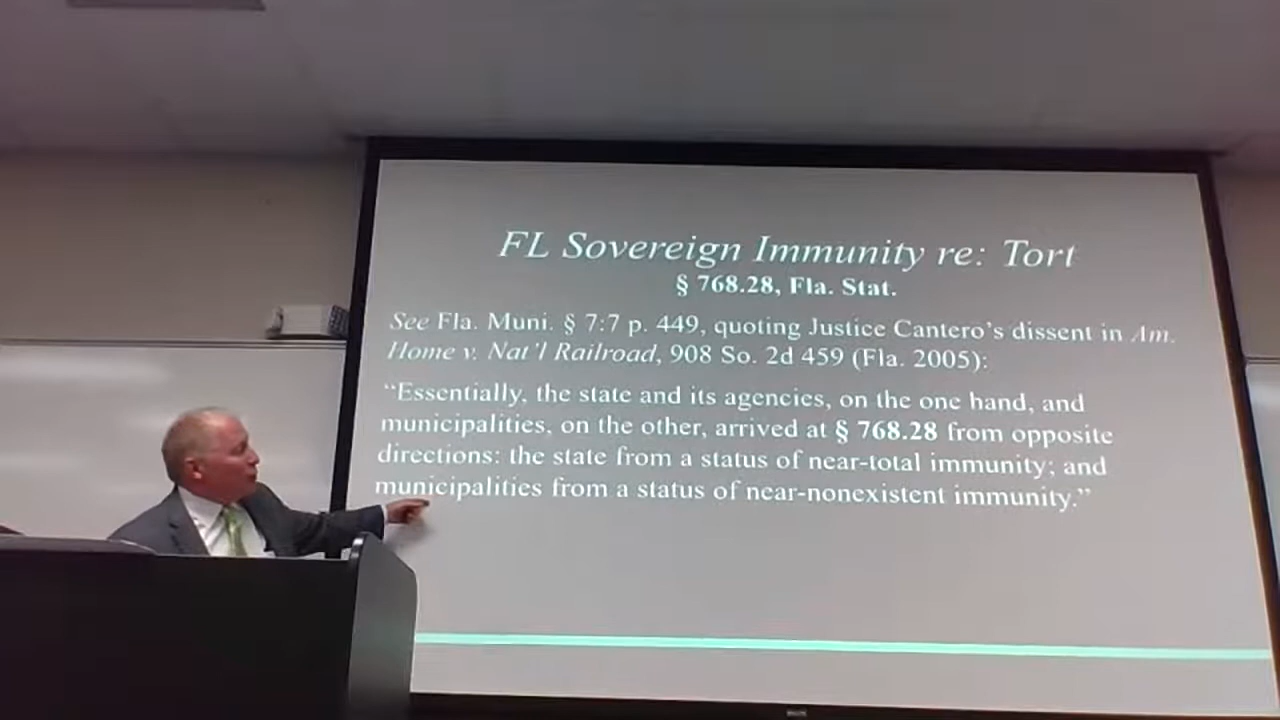 FL Sovereign Immunity re: Tort
§ 768.28, Fla. Stat.
See Fla. Muni. § 7:7 p. 449, quoting Justice Cantero's dissent in Am.
Home v. Nat'l Railroad, 908 So. 2d 459 (Fla. 2005):
“Essentially, the state and its agencies, on the one hand, and
municipalities, on the other, arrived at § 768.28 from opposite
directions: the state from a status of near-total immunity; and
municipalities from a status of near-nonexistent immunity.”